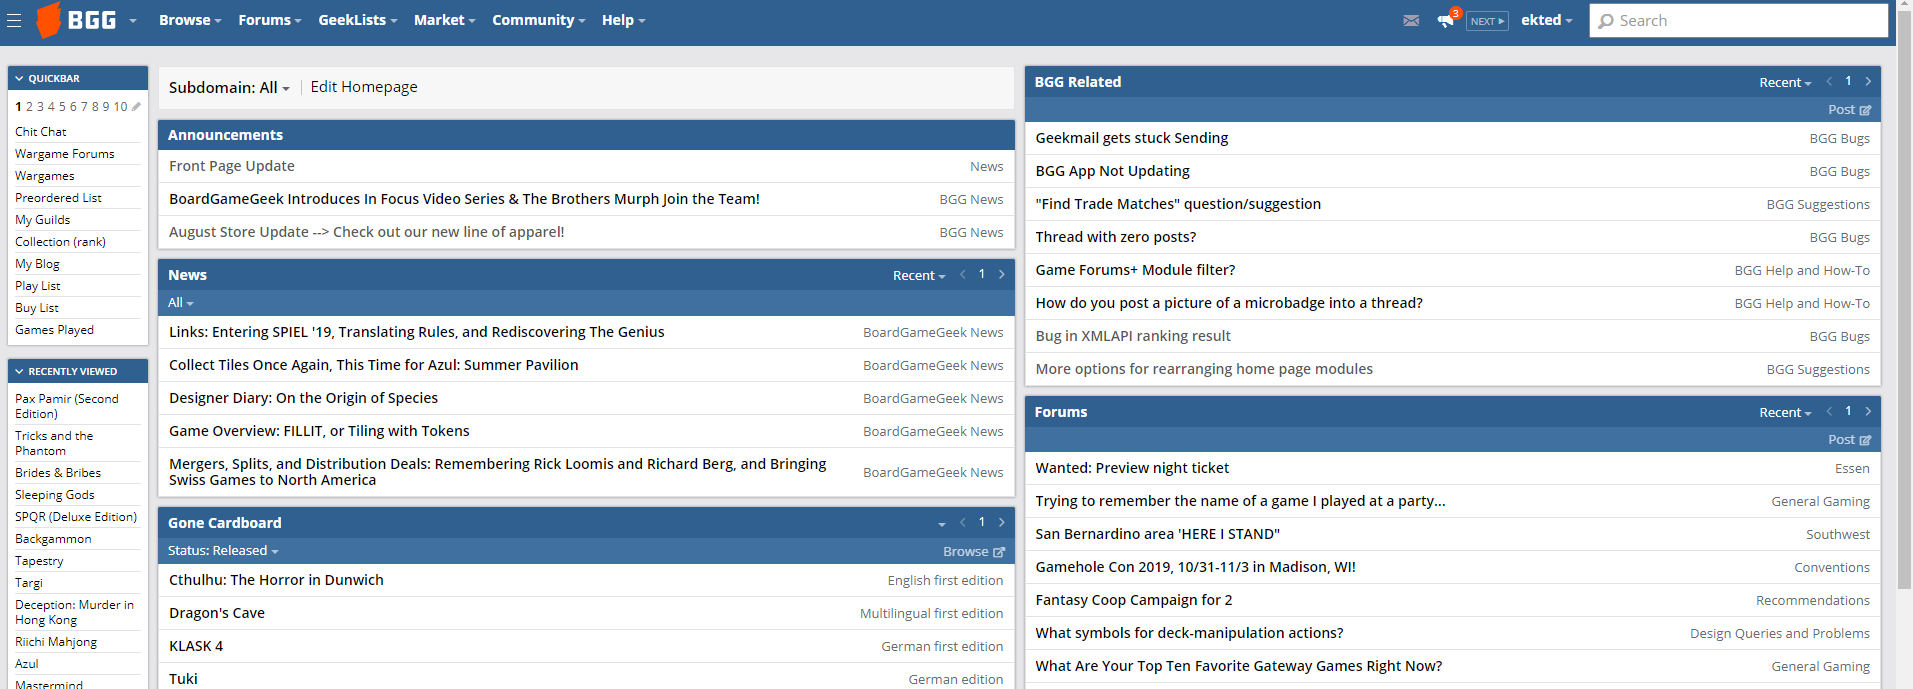 BGG
Browse Forums GeekLists Market Community Help
3 NEXT ekted Search
QUICKBAR
1 2 3 4 5 6 7 8 9 10
Chit Chat
Wargame Forums
Wargames
Preordered List
My Guilds
Collection (rank)
My Blog
Play List
Buy List
Games Played
RECENTLY VIEWED
Pax Pamir (Second
Edition)
Tricks and the
Phantom
Brides & Bribes
Sleeping Gods
SPQR (Deluxe Edition)
Backgammon
Tapestry
Targi
Deception: Murder in
Hong Kong
Riichi Mahjong
Azul
Mastermind
Subdomain: All Edit Homepage
Announcements
Front Page Update News
BoardGameGeek Introduces In Focus Video Series & The Brothers Murph Join the Team! BGG News
August Store Update --> Check out our new line of apparel! BGG News
News Recent 1
All
Links: Entering SPIEL '19, Translating Rules, and Rediscovering The Genius BoardGameGeek News
Collect Tiles Once Again, This Time for Azul: Summer Pavilion BoardGameGeek News
Designer Diary: On the Origin of Species BoardGameGeek News
Game Overview: FILLIT, or Tiling with Tokens BoardGameGeek News
Mergers, Splits, and Distribution Deals: Remembering Rick Loomis and Richard Berg, and Bringing
Swiss Games to North America BoardGameGeek News
Gone Cardboard 1
Status: Released Browse
Cthulhu: The Horror in Dunwich English first edition
Dragon's Cave Multilingual first edition
KLASK 4 German first edition
Tuki German edition
BGG Related Recent 1
Post
Geekmail gets stuck Sending BGG Bugs
BGG App Not Updating BGG Bugs
"Find Trade Matches" question/suggestion BGG Suggestions
Thread with zero posts? BGG Bugs
Game Forums+ Module filter? BGG Help and How-To
How do you post a picture of a microbadge into a thread? BGG Help and How-To
Bug in XMLAPI ranking result BGG Bugs
More options for rearranging home page modules BGG Suggestions
Forums Recent 1
Post
Wanted: Preview night ticket Essen
Trying to remember the name of a game I played at a party... General Gaming
San Bernardino area 'HERE I STAND" Southwest
Gamehole Con 2019, 10/31-11/3 in Madison, WI! Conventions
Fantasy Coop Campaign for 2 Recommendations
What symbols for deck-manipulation actions? Design Queries and Problems
What Are Your Top Ten Favorite Gateway Games Right Now? General Gaming